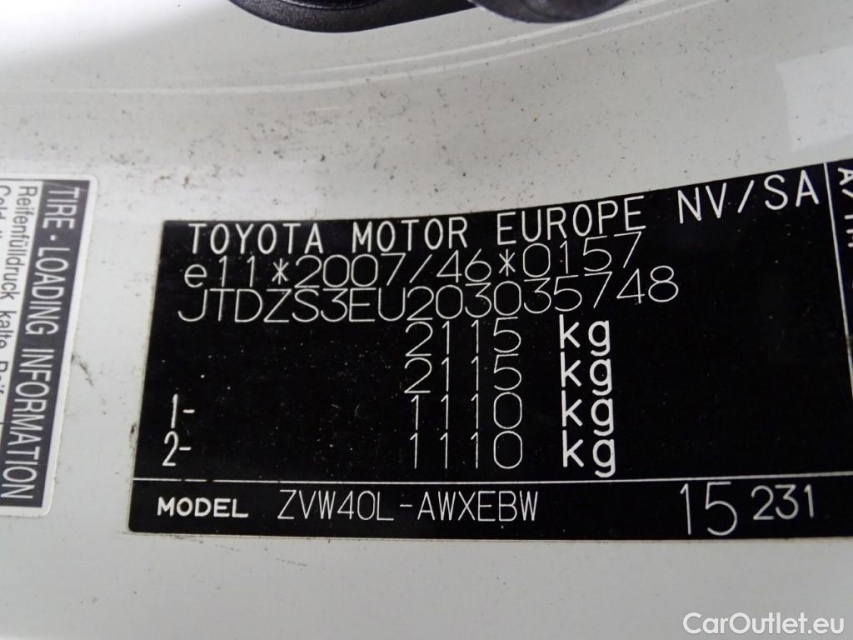 TOYOTA MOTOR EUROPE NV/SA
e11*2007/46*0157
JTDZS3EU203035748
2115 kg
2115 kg
1- 1110 kg
2- 1110 kg
MODEL ZVW40L-AWXEBW 15 231
TIRE・LOADING INFORMATION
Reifenfülldruck kalte
CarOutlet.eu